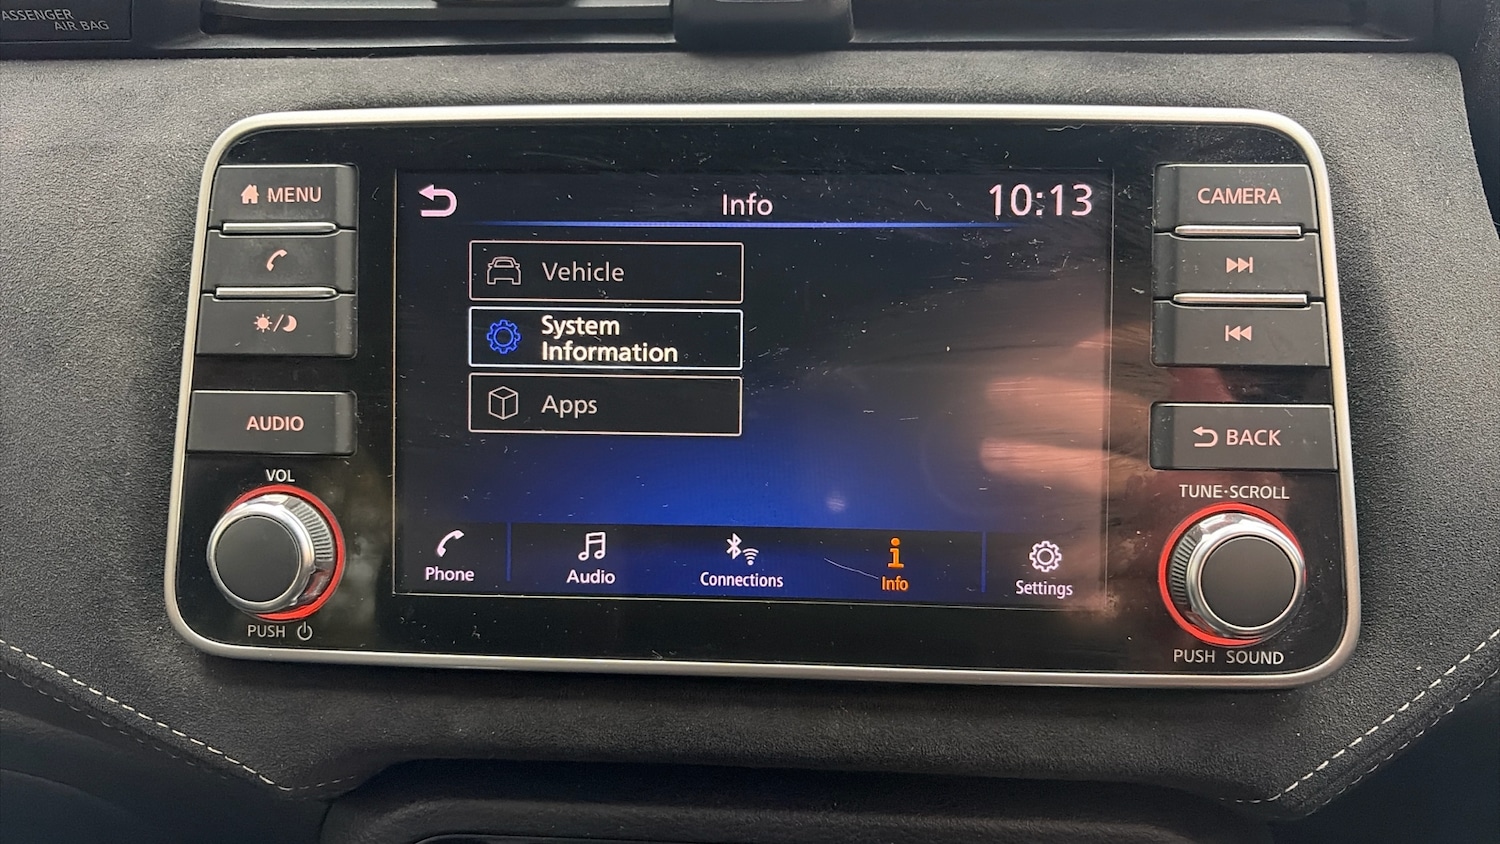 PASSENGER
AIR BAG
MENU
AUDIO
VOL
PUSH
Info
10:13
Vehicle
System
Information
Apps
Phone
Audio
Connections
Info
Settings
CAMERA
BACK
TUNE·SCROLL
PUSH SOUND